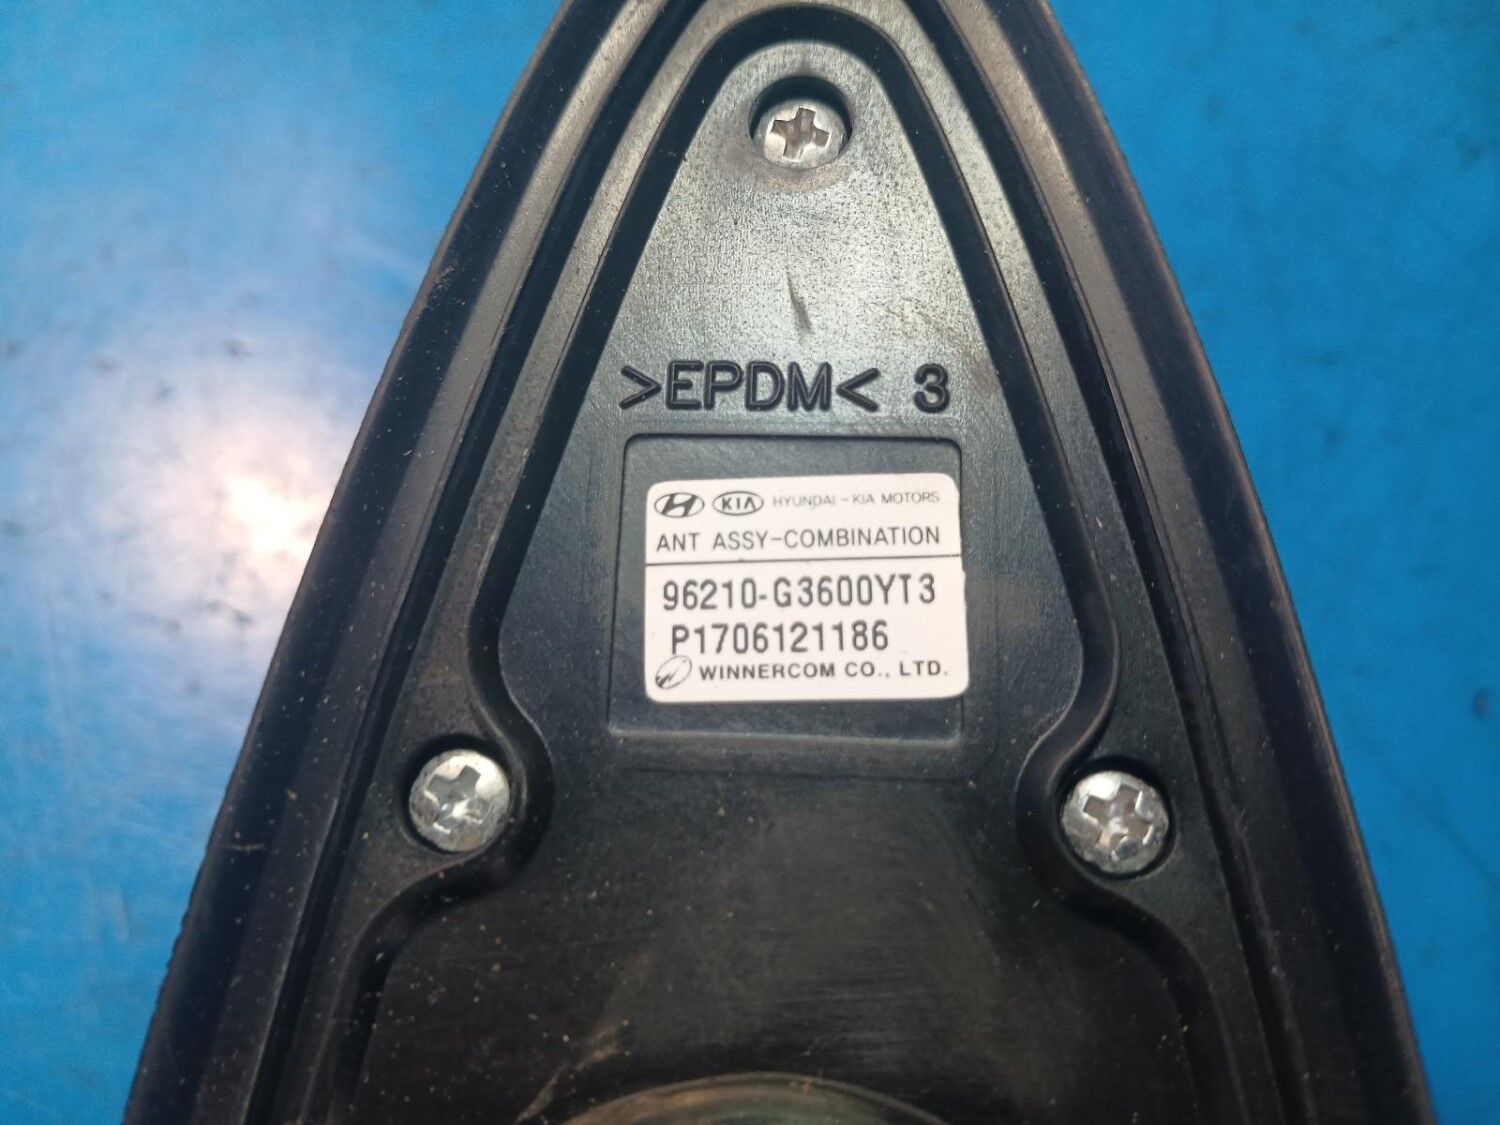 >EPDM< 3
KIA HYUNDAI - KIA MOTORS
ANT ASSY-COMBINATION
96210-G3600YT3
P1706121186
WINNERCOM CO., LTD.